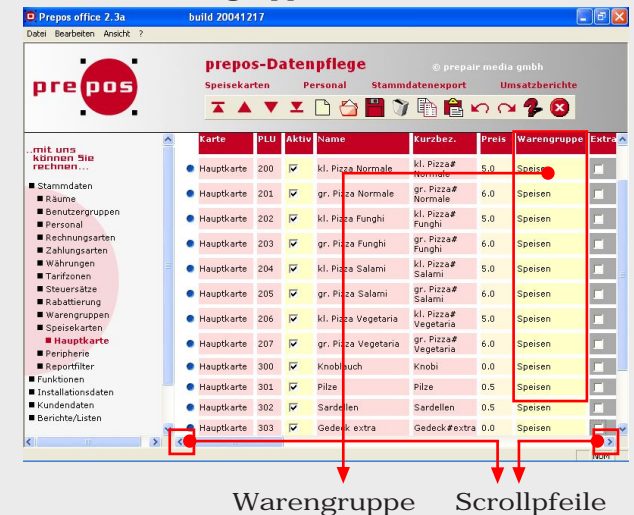 Prepos office 2.3a build 20041217
Datei Bearbeiten Ansicht ?
prepos
prepos-Datenpflege © prepair media gmbh
Speisekarten Personal Stammdatenexport Umsatzberichte
..mit uns
können Sie
rechnen...
Stammdaten
Räume
Benutzergruppen
Personal
Rechnungsarten
Zahlungsarten
Währungen
Tarifzonen
Steuersätze
Rabattierung
Warengruppen
Speisekarten
Hauptkarte
Peripherie
Reportfilter
Funktionen
Installationsdaten
Kundendaten
Berichte/Listen
Karte PLU Aktiv Name Kurzbez. Preis Warengruppe Extra
Hauptkarte 200 kl. Pizza Normale kl. Pizza# Normale 5.0 Speisen
Hauptkarte 201 gr. Pizza Normale gr. Pizza# Normale 6.0 Speisen
Hauptkarte 202 kl. Pizza Funghi kl. Pizza# Funghi 5.0 Speisen
Hauptkarte 203 gr. Pizza Funghi gr. Pizza# Funghi 6.0 Speisen
Hauptkarte 204 kl. Pizza Salami kl. Pizza# Salami 5.0 Speisen
Hauptkarte 205 gr. Pizza Salami gr. Pizza# Salami 6.0 Speisen
Hauptkarte 206 kl. Pizza Vegetaria kl. Pizza# Vegetaria 5.0 Speisen
Hauptkarte 207 gr. Pizza Vegetaria gr. Pizza# Vegetaria 6.0 Speisen
Hauptkarte 300 Knoblauch Knobi 0.0 Speisen
Hauptkarte 301 Pilze Pilze 0.5 Speisen
Hauptkarte 302 Sardellen Sardellen 0.5 Speisen
Hauptkarte 303 Gedeck extra Gedeck#extra 0.0 Speisen
NUM
Warengruppe Scrollpfeile